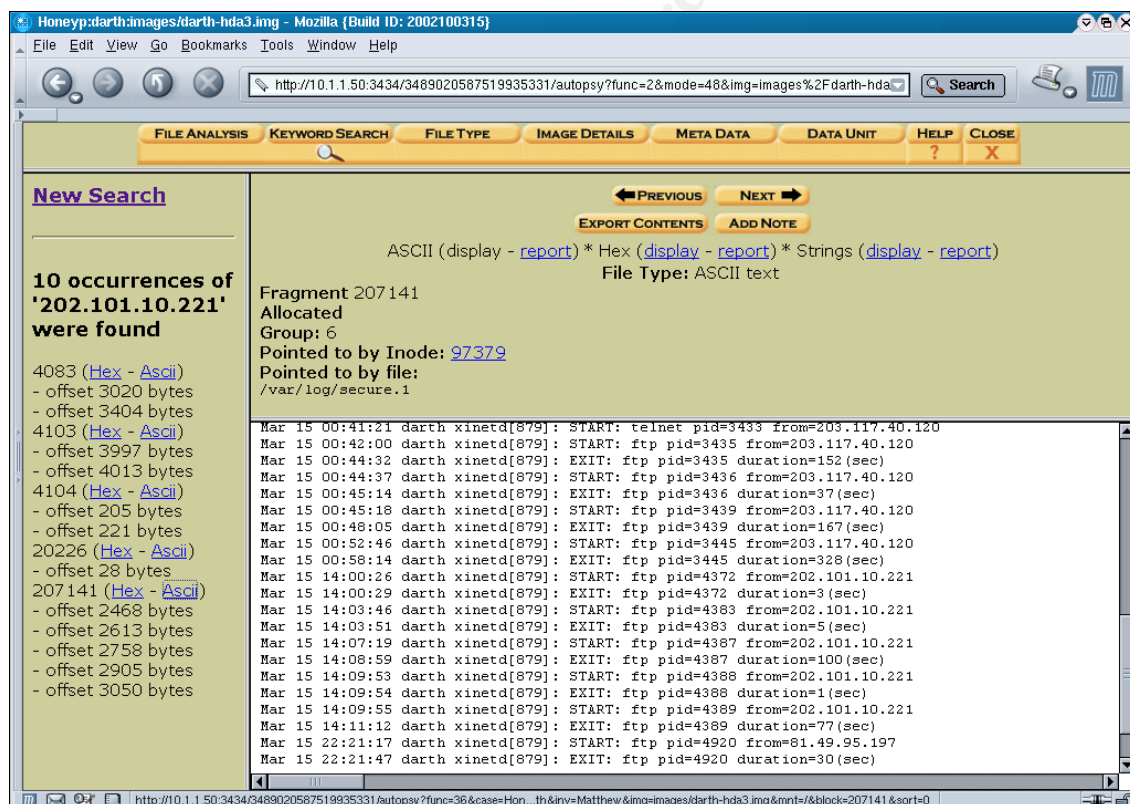 Honeyp:darth:images/darth-hda3.img - Mozilla {Build ID: 2002100315}
File Edit View Go Bookmarks Tools Window Help
http://10.1.1.50:3434/3489020587519935331/autopsy?func=2&mode=48&img=images%2Fdarth-hda
Search
FILE ANALYSIS KEYWORD SEARCH FILE TYPE IMAGE DETAILS META DATA DATA UNIT HELP CLOSE
? X
New Search
10 occurrences of
'202.101.10.221'
were found
4083 (Hex - Ascii)
- offset 3020 bytes
- offset 3404 bytes
4103 (Hex - Ascii)
- offset 3997 bytes
- offset 4013 bytes
4104 (Hex - Ascii)
- offset 205 bytes
- offset 221 bytes
20226 (Hex - Ascii)
- offset 28 bytes
207141 (Hex - Ascii)
- offset 2468 bytes
- offset 2613 bytes
- offset 2758 bytes
- offset 2905 bytes
- offset 3050 bytes
PREVIOUS NEXT
EXPORT CONTENTS ADD NOTE
ASCII (display - report) * Hex (display - report) * Strings (display - report)
File Type: ASCII text
Fragment 207141
Allocated
Group: 6
Pointed to by Inode: 97379
Pointed to by file:
/var/log/secure.1
Mar 15 00:41:21 darth xinetd[879]: START: telnet pid=3433 from=203.117.40.120
Mar 15 00:42:00 darth xinetd[879]: START: ftp pid=3435 from=203.117.40.120
Mar 15 00:44:32 darth xinetd[879]: EXIT: ftp pid=3435 duration=152(sec)
Mar 15 00:44:37 darth xinetd[879]: START: ftp pid=3436 from=203.117.40.120
Mar 15 00:45:14 darth xinetd[879]: EXIT: ftp pid=3436 duration=37(sec)
Mar 15 00:45:18 darth xinetd[879]: START: ftp pid=3439 from=203.117.40.120
Mar 15 00:48:05 darth xinetd[879]: EXIT: ftp pid=3439 duration=167(sec)
Mar 15 00:52:46 darth xinetd[879]: START: ftp pid=3445 from=203.117.40.120
Mar 15 00:58:14 darth xinetd[879]: EXIT: ftp pid=3445 duration=328(sec)
Mar 15 14:00:26 darth xinetd[879]: START: ftp pid=4372 from=202.101.10.221
Mar 15 14:00:29 darth xinetd[879]: EXIT: ftp pid=4372 duration=3(sec)
Mar 15 14:03:46 darth xinetd[879]: START: ftp pid=4383 from=202.101.10.221
Mar 15 14:03:51 darth xinetd[879]: EXIT: ftp pid=4383 duration=5(sec)
Mar 15 14:07:19 darth xinetd[879]: START: ftp pid=4387 from=202.101.10.221
Mar 15 14:08:59 darth xinetd[879]: EXIT: ftp pid=4387 duration=100(sec)
Mar 15 14:09:53 darth xinetd[879]: START: ftp pid=4388 from=202.101.10.221
Mar 15 14:09:54 darth xinetd[879]: EXIT: ftp pid=4388 duration=1(sec)
Mar 15 14:09:55 darth xinetd[879]: START: ftp pid=4389 from=202.101.10.221
Mar 15 14:11:12 darth xinetd[879]: EXIT: ftp pid=4389 duration=77(sec)
Mar 15 22:21:17 darth xinetd[879]: START: ftp pid=4920 from=81.49.95.197
Mar 15 22:21:47 darth xinetd[879]: EXIT: ftp pid=4920 duration=30(sec)
http://10.1.1.50:3434/3489020587519935331/autopsy?func=36&case=Hon...th&inv=Matthew&img=images/darth-hda3.img&mnt=/&block=207141&sort=0